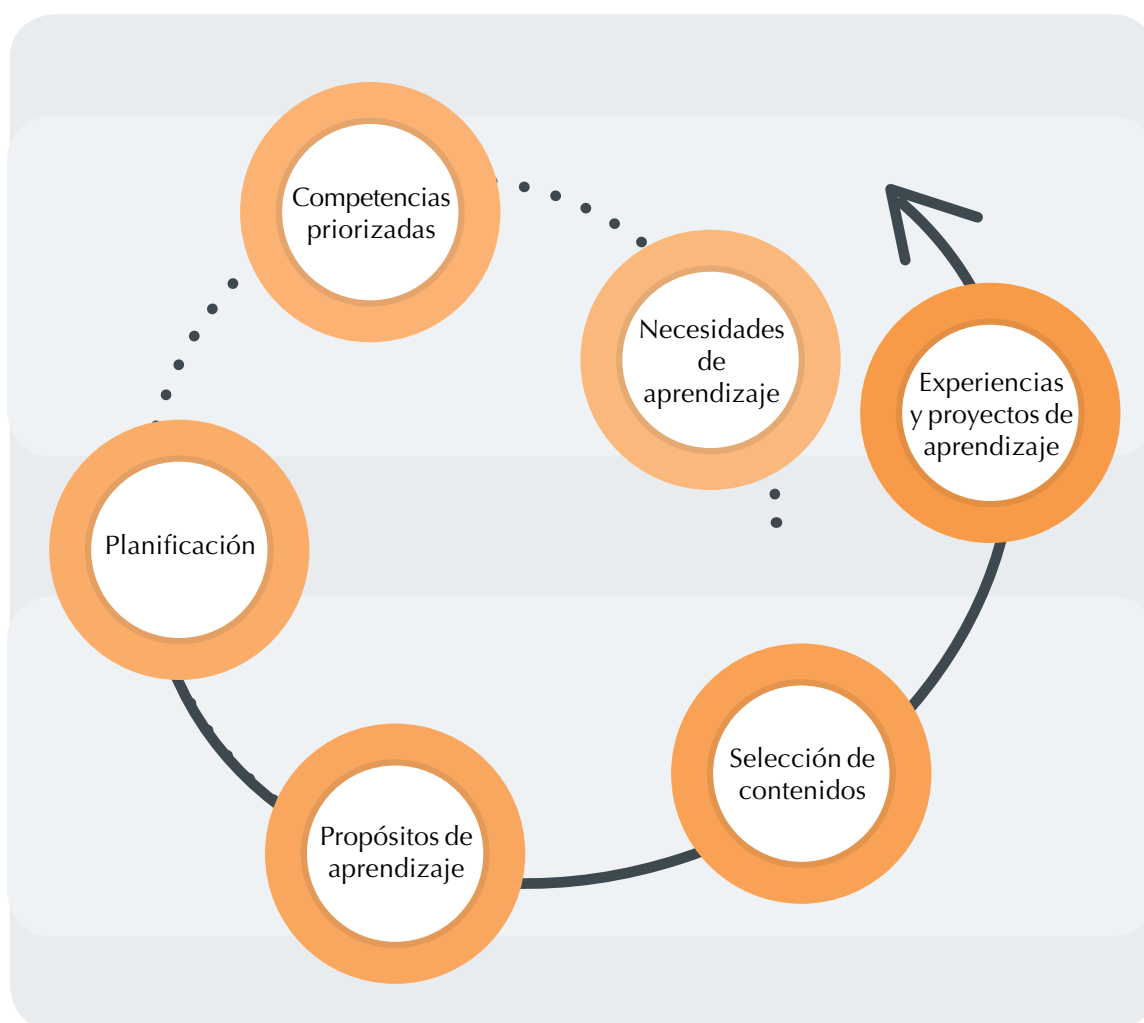 Competencias
priorizadas
Necesidades
de
aprendizaje
Experiencias
y proyectos de
aprendizaje
Planificación
Selección de
contenidos
Propósitos de
aprendizaje